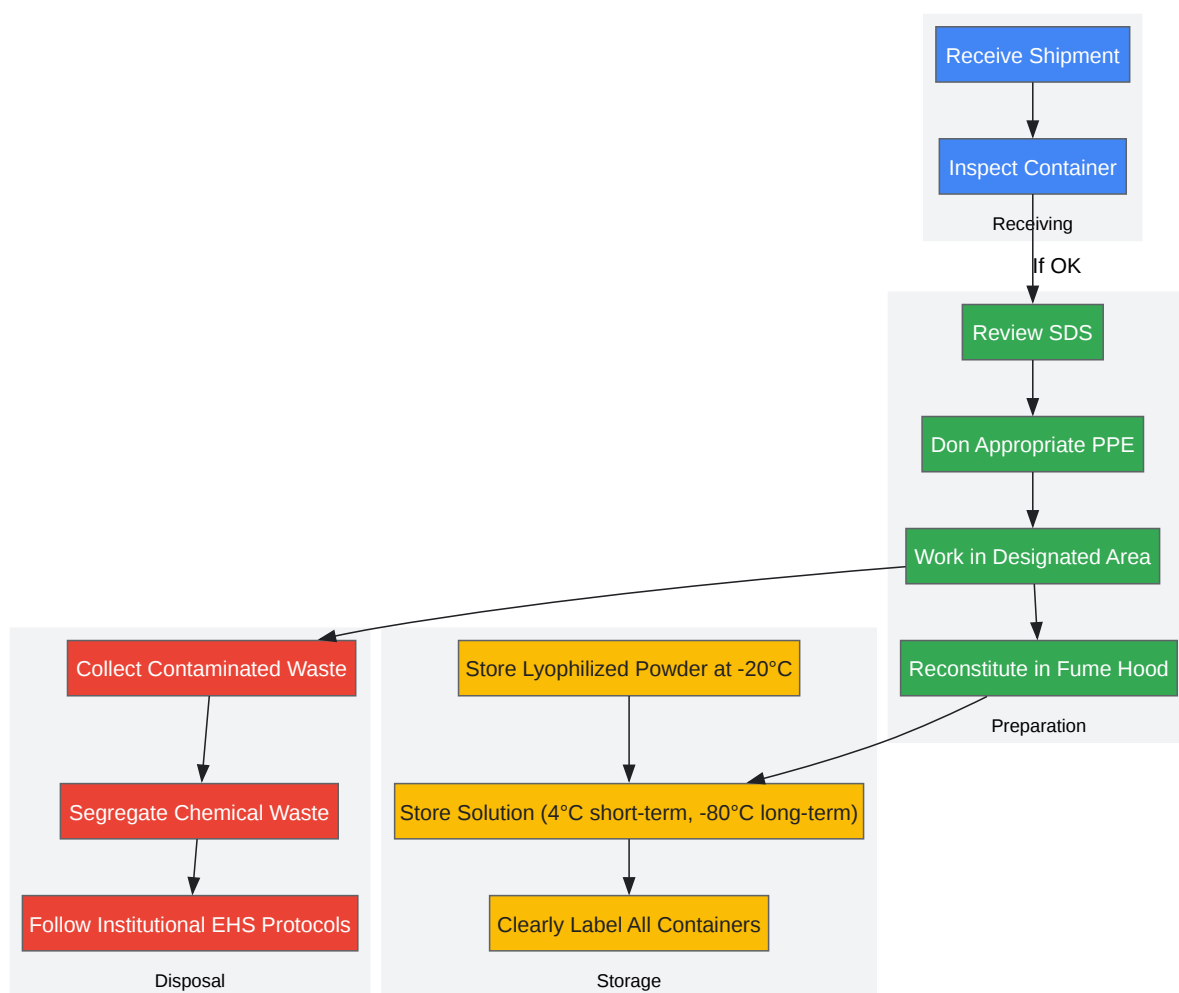 Receive Shipment
Inspect Container
Receiving
If OK
Review SDS
Don Appropriate PPE
Work in Designated Area
Reconstitute in Fume Hood
Preparation
Collect Contaminated Waste
Segregate Chemical Waste
Follow Institutional EHS Protocols
Disposal
Store Lyophilized Powder at -20°C
Store Solution (4°C short-term, -80°C long-term)
Clearly Label All Containers
Storage